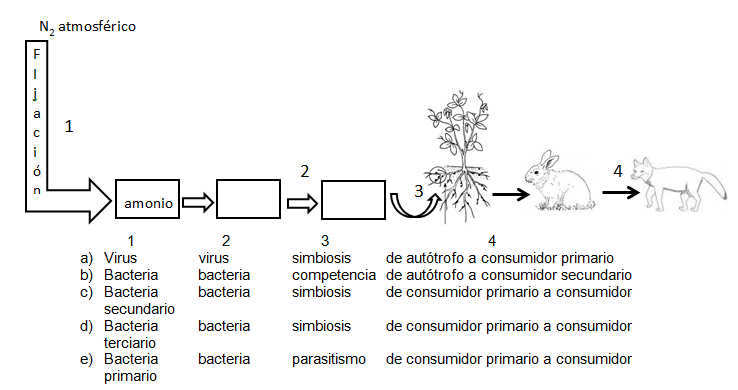 N2 atmosférico
Fijación
1
2
3
4
amonio
1 2 3 4
a) Virus virus simbiosis de autótrofo a consumidor primario
b) Bacteria bacteria competencia de autótrofo a consumidor secundario
c) Bacteria bacteria simbiosis de consumidor primario a consumidor
secundario
d) Bacteria bacteria simbiosis de consumidor primario a consumidor
terciario
e) Bacteria bacteria parasitismo de consumidor primario a consumidor
primario